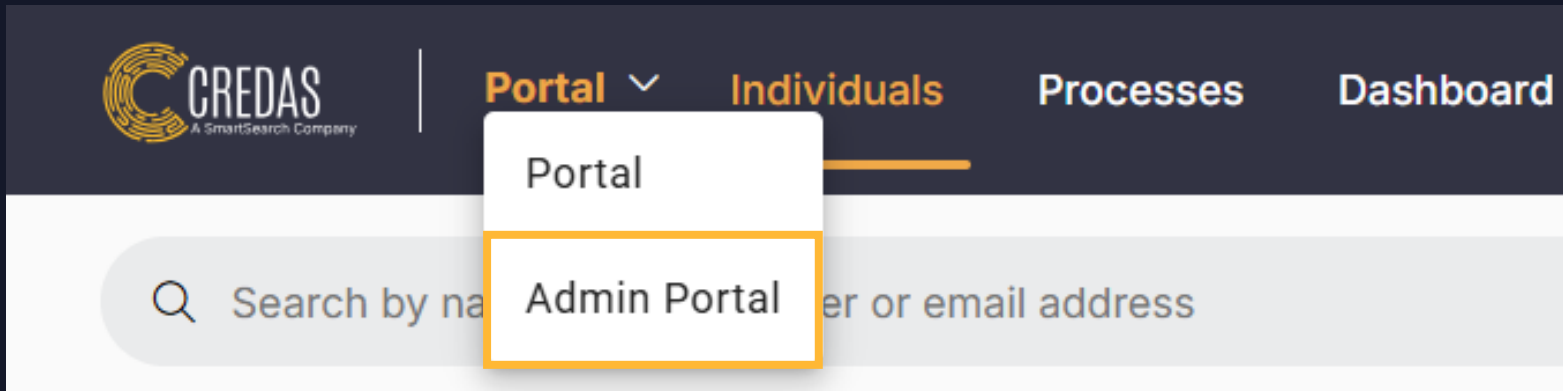 CREDAS
A SmartSearch Company
Portal Individuals Processes Dashboard
Portal
Admin Portal
Search by na er or email address